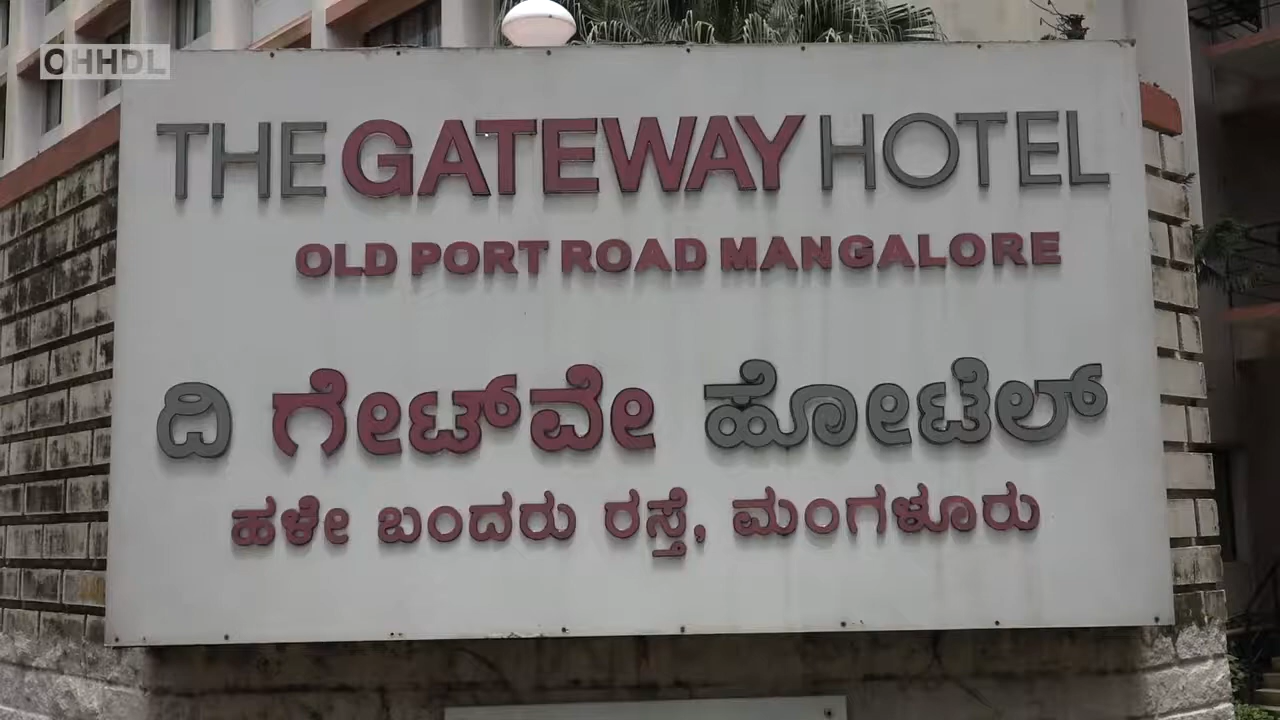 OHHDL
THE GATEWAY HOTEL
OLD PORT ROAD MANGALORE
ದಿ ಗೇಟ್‌ವೇ ಹೋಟೆಲ್
ಹಳೇ ಬಂದರು ರಸ್ತೆ, ಮಂಗಳೂರು